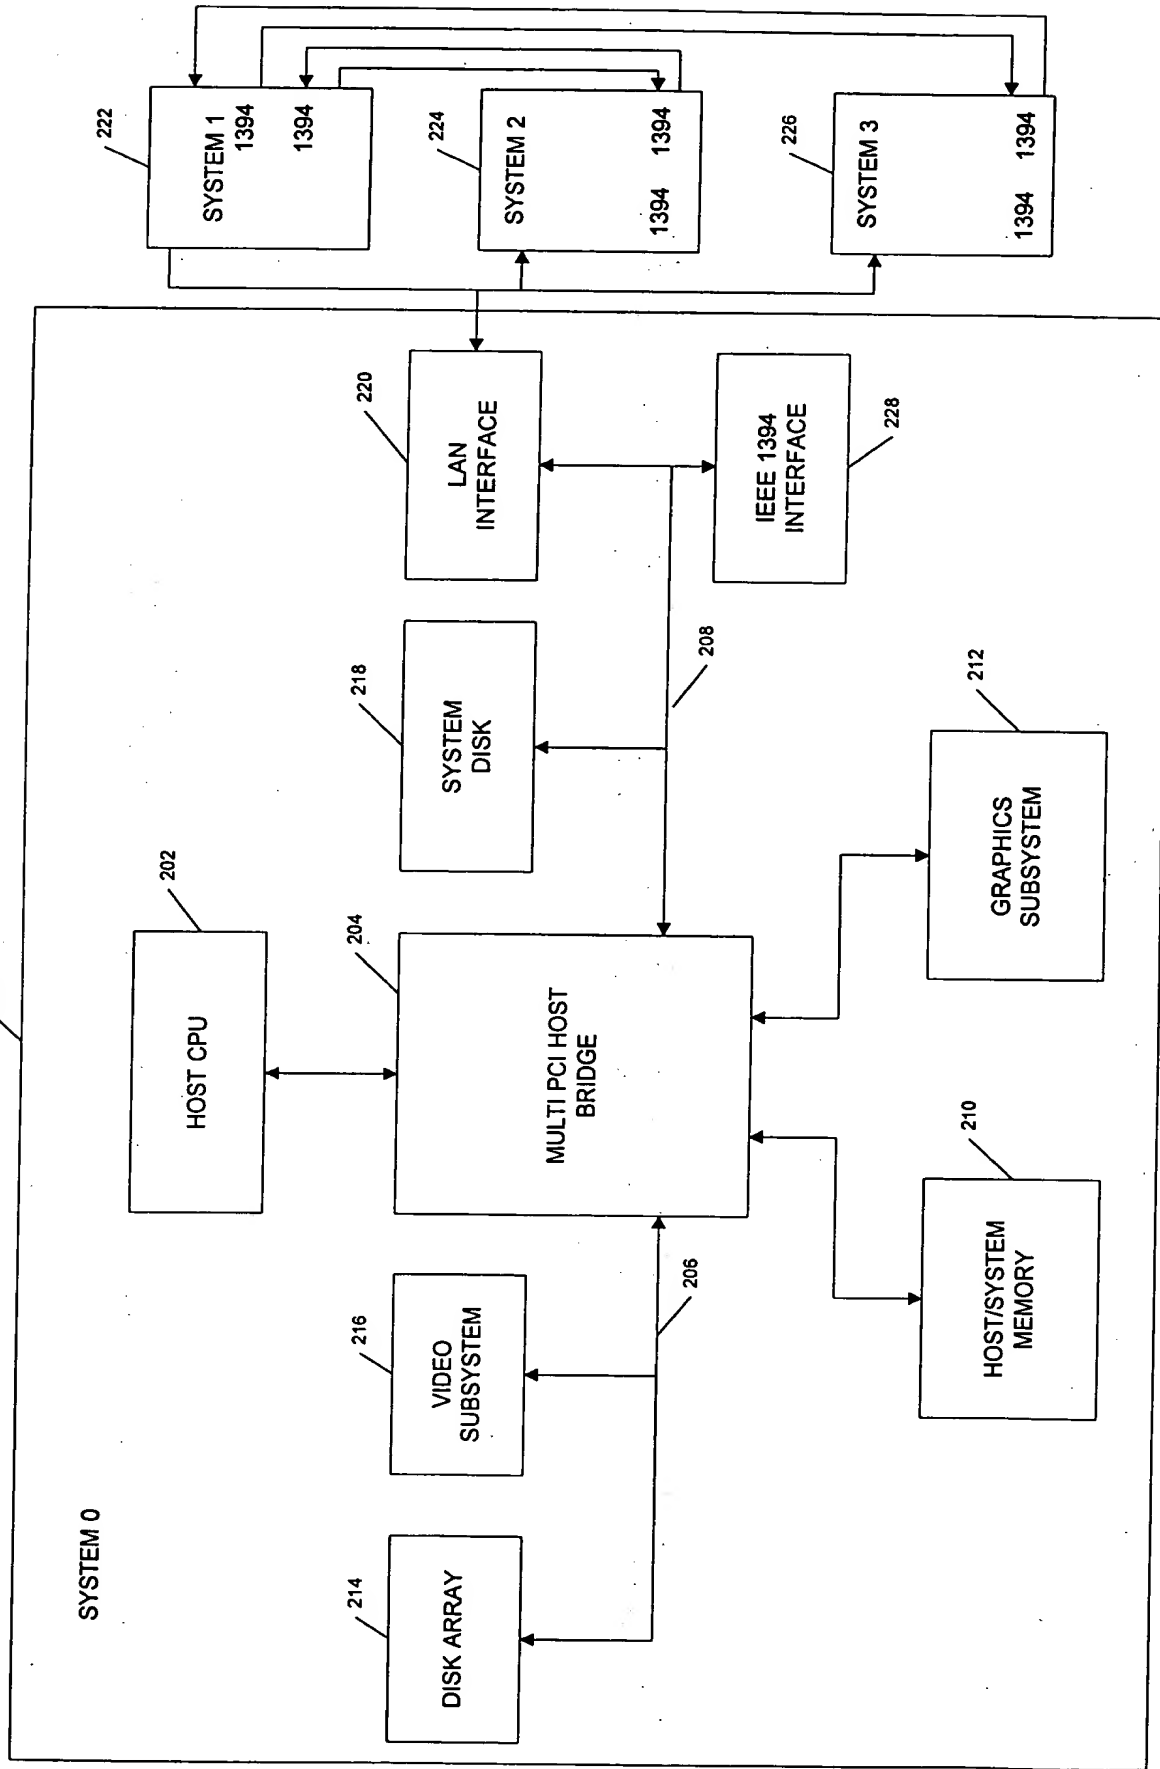 SYSTEM 0
DISK ARRAY
214
VIDEO
SUBSYSTEM
216
206
HOST CPU
202
MULTI PCI HOST
BRIDGE
204
HOST/SYSTEM
MEMORY
210
GRAPHICS
SUBSYSTEM
212
SYSTEM
DISK
218
208
LAN
INTERFACE
220
IEEE 1394
INTERFACE
228
SYSTEM 1
1394
1394
222
SYSTEM 2
1394
1394
224
SYSTEM 3
1394
1394
226